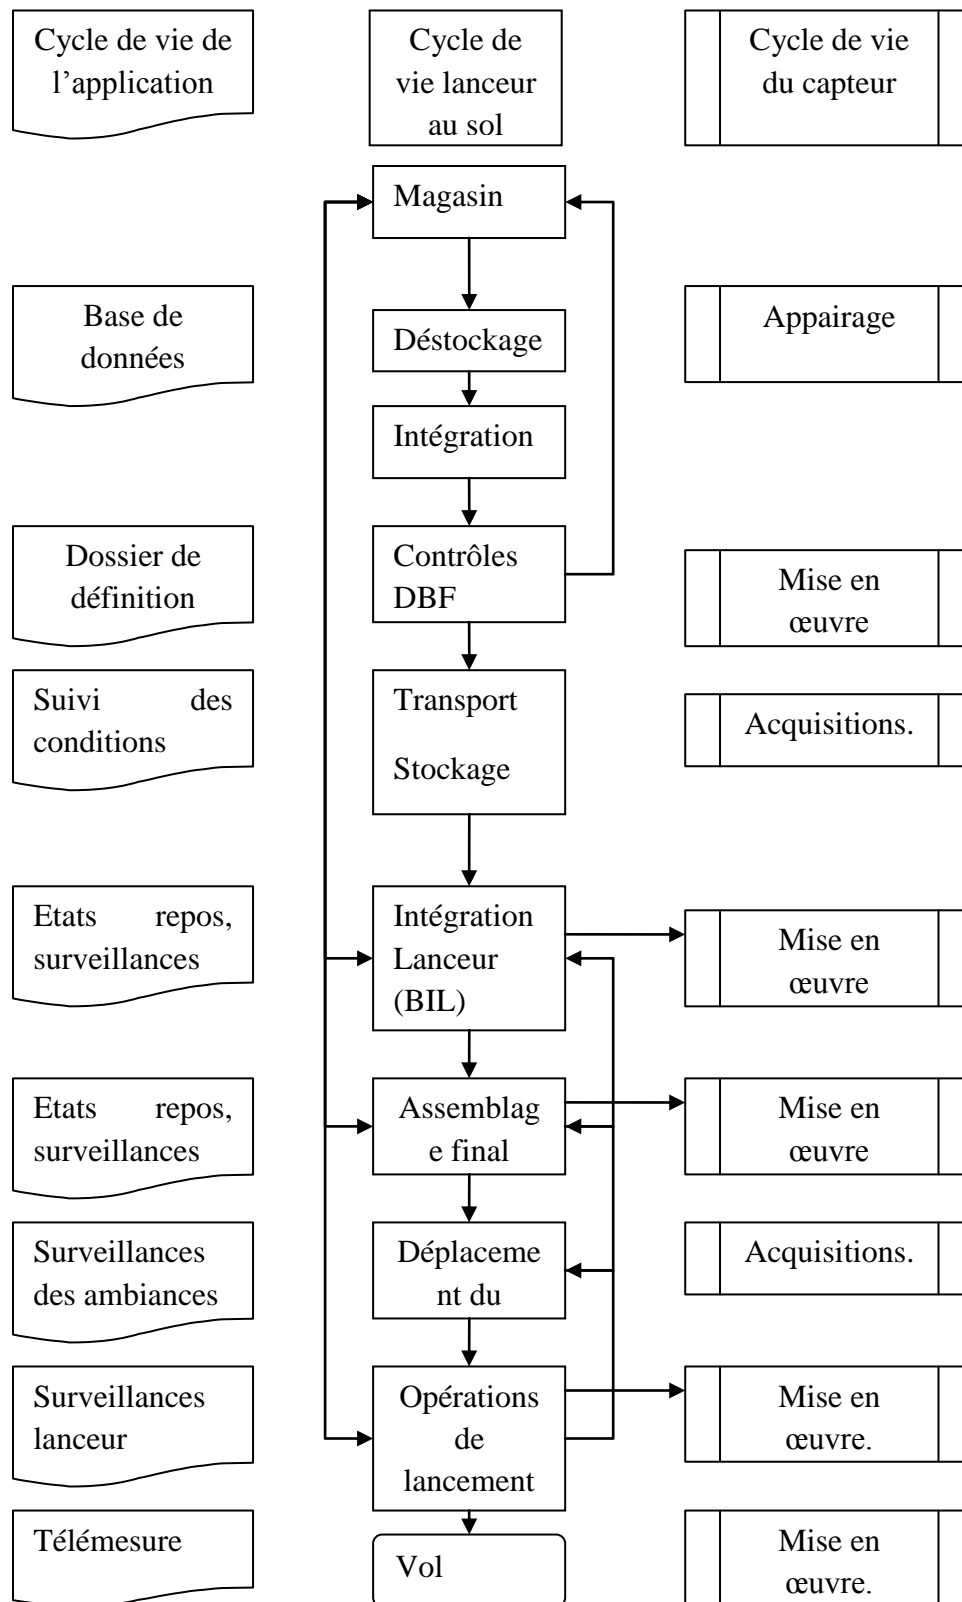 Cycle de vie de
l’application
Cycle de
vie lanceur
au sol
Cycle de vie
du capteur
Magasin
Base de
données
Déstockage
Appairage
Intégration
Dossier de
définition
Contrôles
DBF
Mise en
œuvre
Suivi des
conditions
Transport
Stockage
Acquisitions.
Etats repos,
surveillances
Intégration
Lanceur
(BIL)
Mise en
œuvre
Etats repos,
surveillances
Assemblag
e final
Mise en
œuvre
Surveillances
des ambiances
Déplaceme
nt du
Acquisitions.
Surveillances
lanceur
Opérations
de
lancement
Mise en
œuvre.
Télémesure
Vol
Mise en
œuvre.